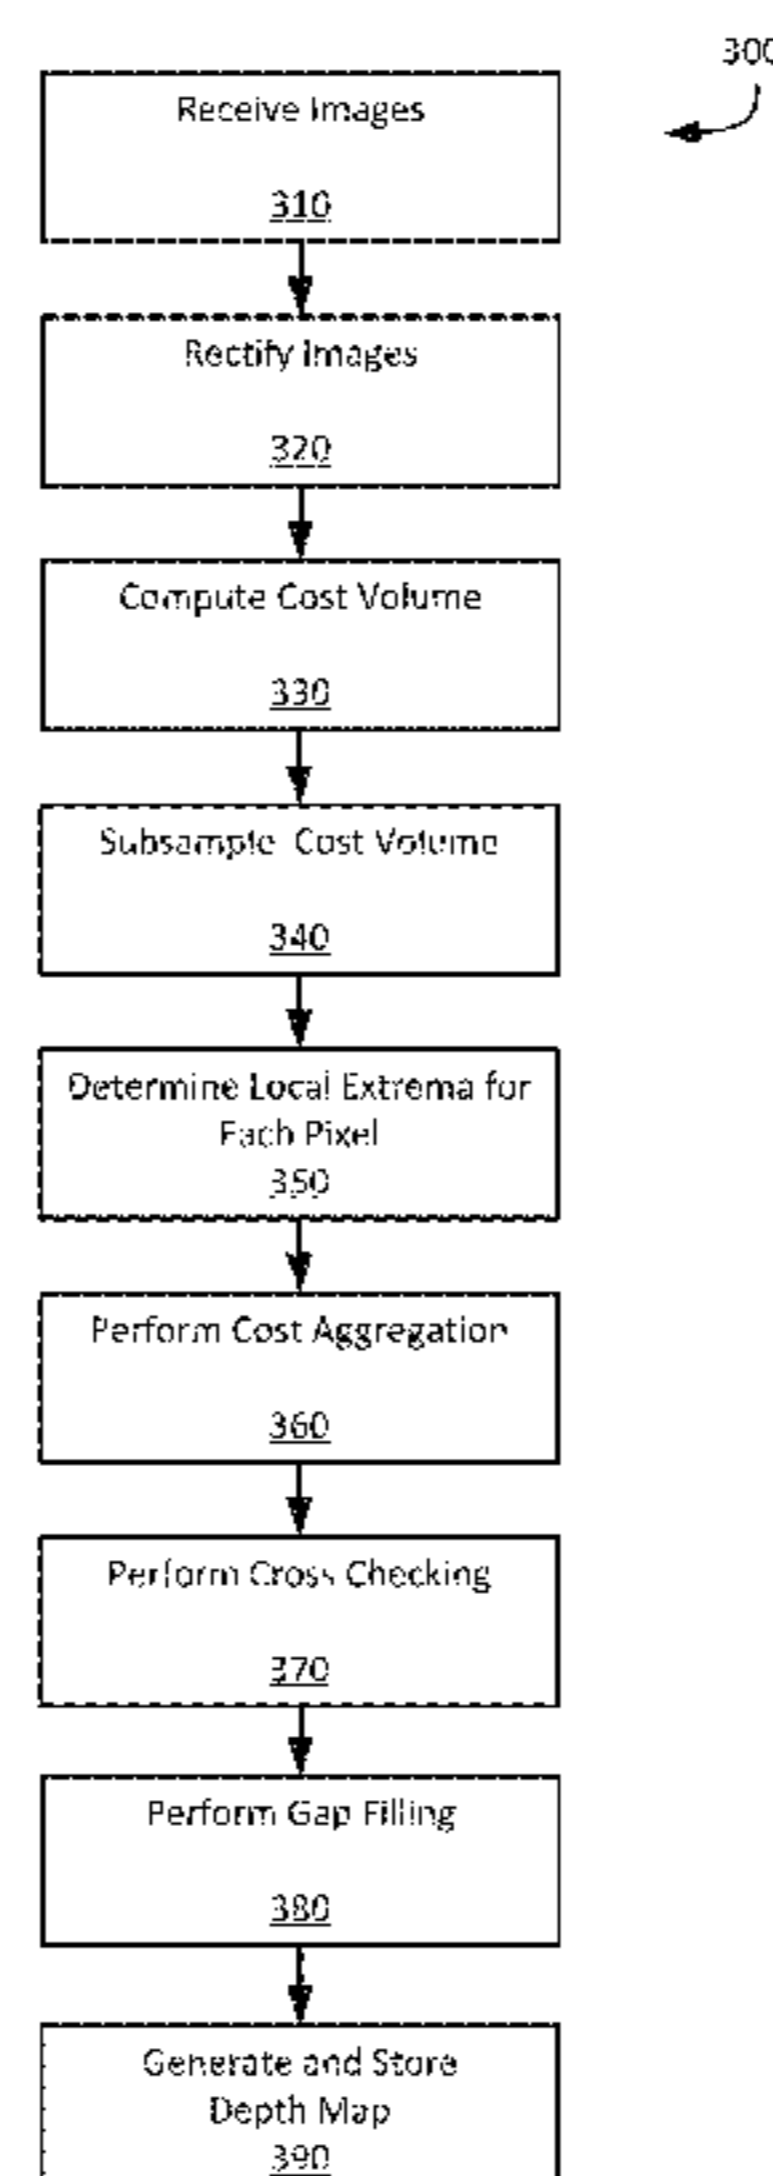 300
Receive Images
310
Rectify Images
320
Compute Cost Volume
330
Subsample Cost Volume
340
Determine Local Extrema for
Each Pixel
350
Perform Cost Aggregation
360
Perform Cross Checking
370
Perform Gap Filling
380
Generate and Store
Depth Map
390